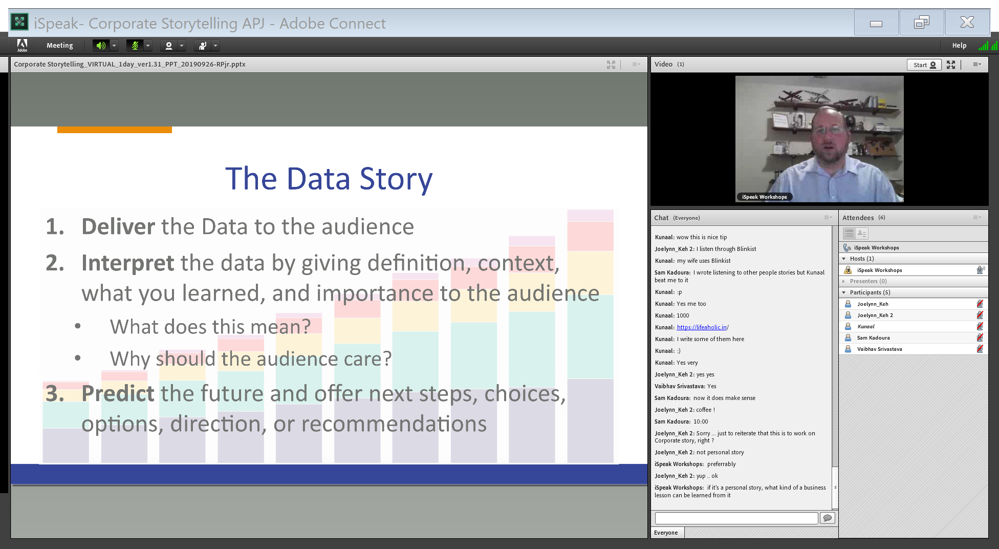 iSpeak- Corporate Storytelling APJ - Adobe Connect
Adobe
Meeting
Help
Corporate Storytelling_VIRTUAL_1day_ver1.31_PPT_20190926-RPjr.pptx
The Data Story
1. Deliver the Data to the audience
2. Interpret the data by giving definition, context,
what you learned, and importance to the audience
• What does this mean?
• Why should the audience care?
3. Predict the future and offer next steps, choices,
options, direction, or recommendations
Video (1)
Start
iSpeak Workshops
Chat (Everyone)
Kunaal: wow this is nice tip
Joelynn_Keh 2: I listen through Blinkist
Kunaal: my wife uses Blinkist
Sam Kadoura: I wrote listening to other people stories but Kunaal
beat me to it
Kunaal: :p
Kunaal: Yes me too
Kunaal: 1000
Kunaal: https://lifeaholic.in/
Kunaal: I write some of them here
Kunaal: :)
Kunaal: Yes very
Joelynn_Keh 2: yes yes
Vaibhav Srivastava: Yes
Sam Kadoura: now it does make sense
Joelynn_Keh 2: coffee !
Sam Kadoura: 10:00
Joelynn_Keh 2: Sorry ... just to reiterate that this is to work on
Corporate story, right ?
Joelynn_Keh 2: not personal story
iSpeak Workshops: preferrably
Joelynn_Keh 2: yup .. ok
iSpeak Workshops: if it's a personal story, what kind of a business
lesson can be learned from it
Everyone
Attendees (6)
iSpeak Workshops
Hosts (1)
iSpeak Workshops
Presenters (0)
Participants (5)
Joelynn_Keh
Joelynn_Keh 2
Kunaal
Sam Kadoura
Vaibhav Srivastava